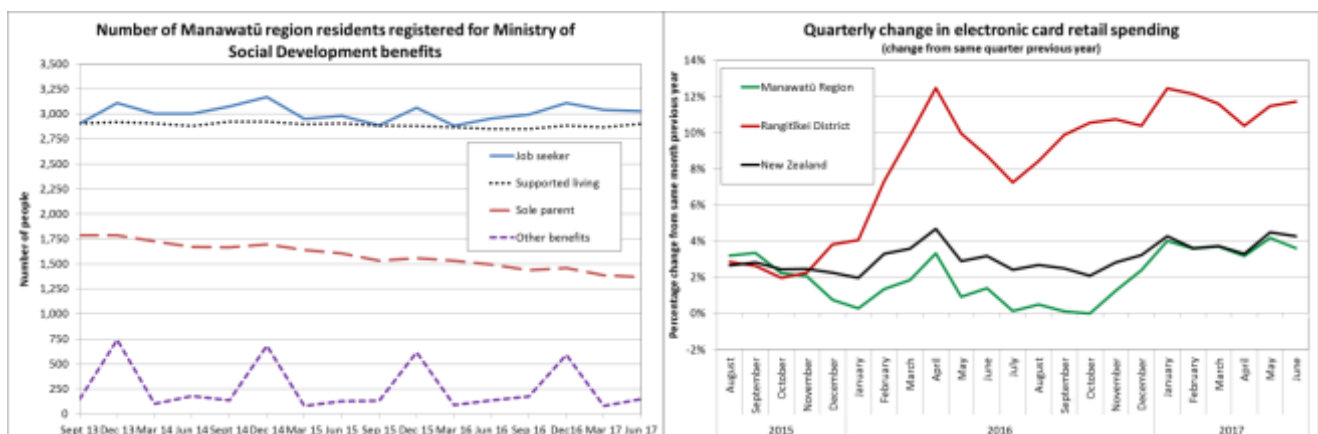 Number of Manawatū region residents registered for Ministry of
Social Development benefits
3,500
3,250
3,000
2,750
2,500
2,250
2,000
1,750
1,500
1,250
1,000
750
500
250
0
Number of people
Job seeker
Supported living
Sole parent
Other benefits
Sept 13 Dec 13 Mar 14 Jun 14 Sep 14 Dec 14 Mar 15 Jun 15 Sep 15 Dec 15 Mar 16 Jun 16 Sep 16 Dec16 Mar 17 Jun 17
Quarterly change in electronic card retail spending
(change from same quarter previous year)
14%
12%
10%
8%
6%
4%
2%
0%
-2%
Percentage change from same month previous year
Manawatū Region
Rangitīkei District
New Zealand
August
September
October
November
December
January
February
March
April
May
June
July
August
September
October
November
December
January
February
March
April
May
June
2015
2016
2017